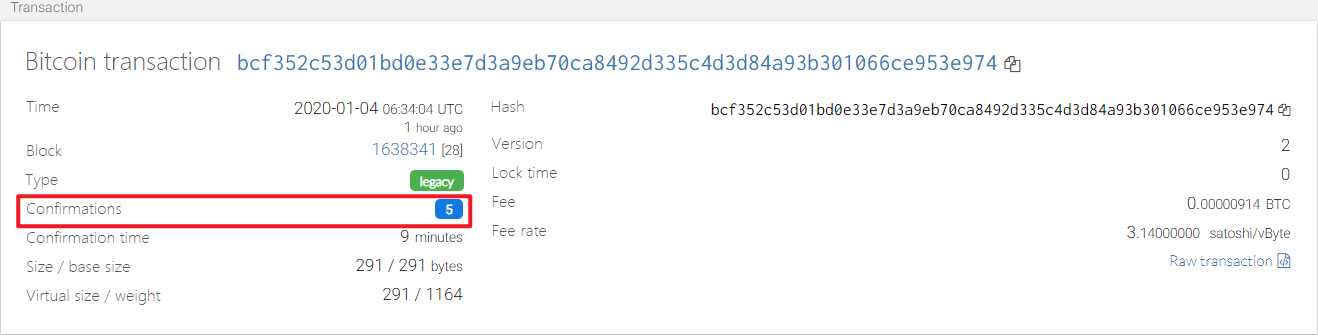 Transaction
Bitcoin transaction bcf352c53d01bd0e33e7d3a9eb70ca8492d335c4d3d84a93b301066ce953e974
Time 2020-01-04 06:34:04 UTC
1 hour ago
Block 1638341 [28]
Type legacy
Confirmations 5
Confirmation time 9 minutes
Size / base size 291 / 291 bytes
Virtual size / weight 291 / 1164
Hash bcf352c53d01bd0e33e7d3a9eb70ca8492d335c4d3d84a93b301066ce953e974
Version 2
Lock time 0
Fee 0.00000914 BTC
Fee rate 3.14000000 satoshi/vByte
Raw transaction